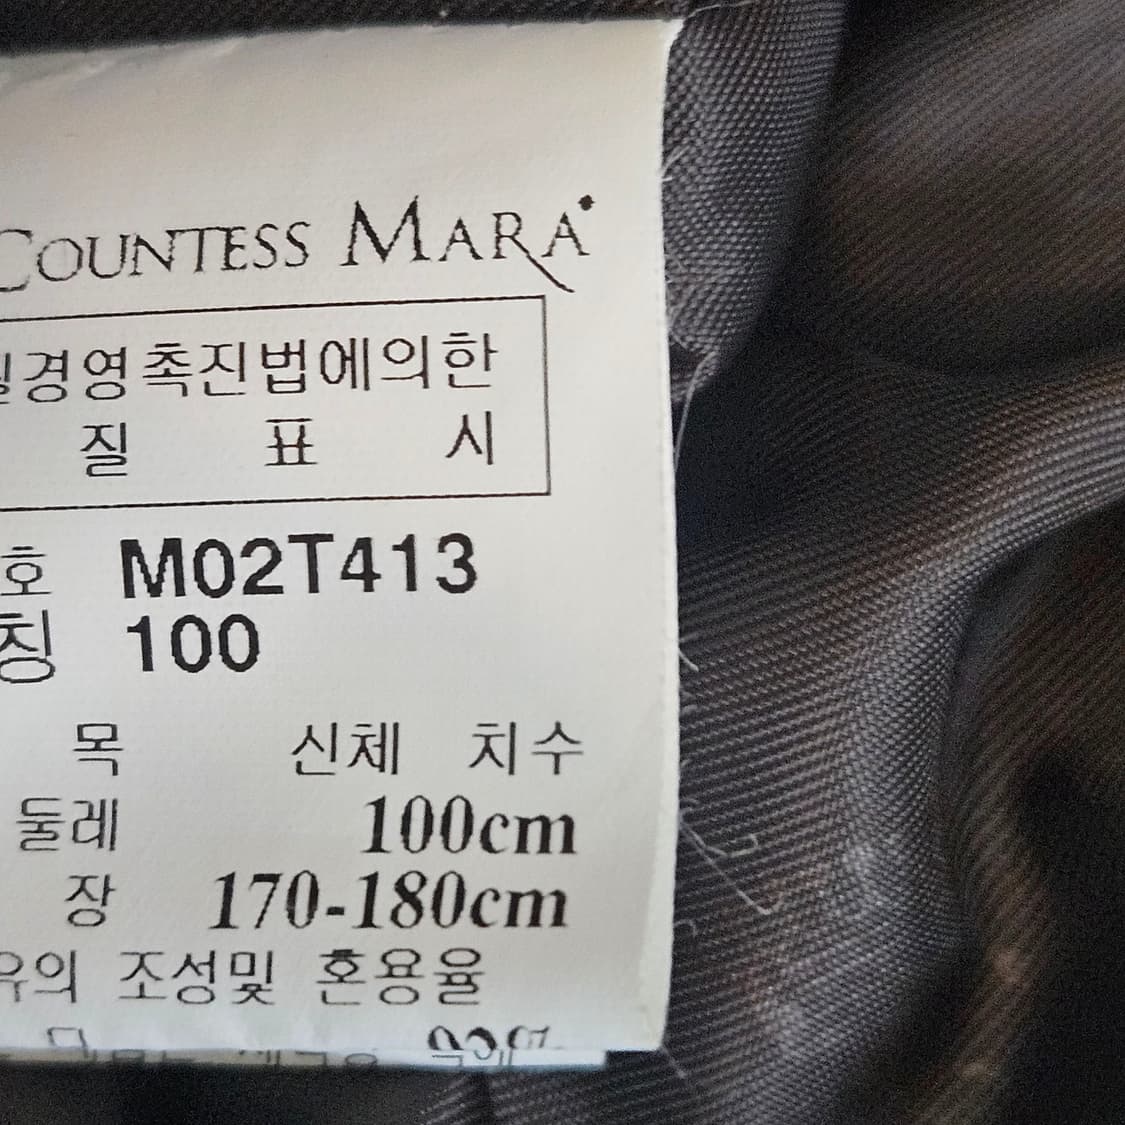 COUNTESS MARA
경영촉진법에의한
질 표 시
호 M02T413
칭 100
목 신체 치수
둘레 100cm
장 170-180cm
유의 조성및 혼용율